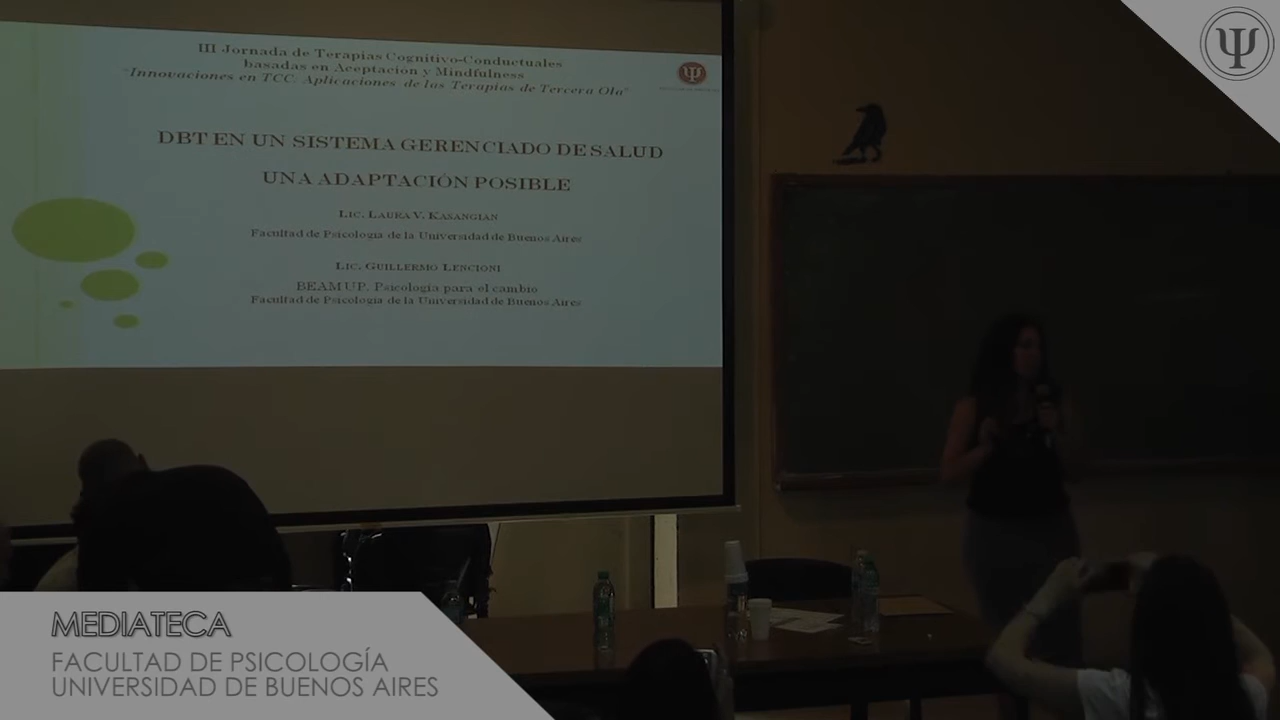 III Jornada de Terapias Cognitivo-Conductuales
basadas en Aceptación y Mindfulness
"Innovaciones en TCC. Aplicaciones de las Terapias de Tercera Ola"
DBT EN UN SISTEMA GERENCIADO DE SALUD
UNA ADAPTACIÓN POSIBLE
LIC. LAURA V. KASANGIAN
Facultad de Psicología de la Universidad de Buenos Aires
LIC. GUILLERMO LENCIONI
BEAM UP. Psicología para el cambio
Facultad de Psicología de la Universidad de Buenos Aires
MEDIATECA
FACULTAD DE PSICOLOGÍA
UNIVERSIDAD DE BUENOS AIRES